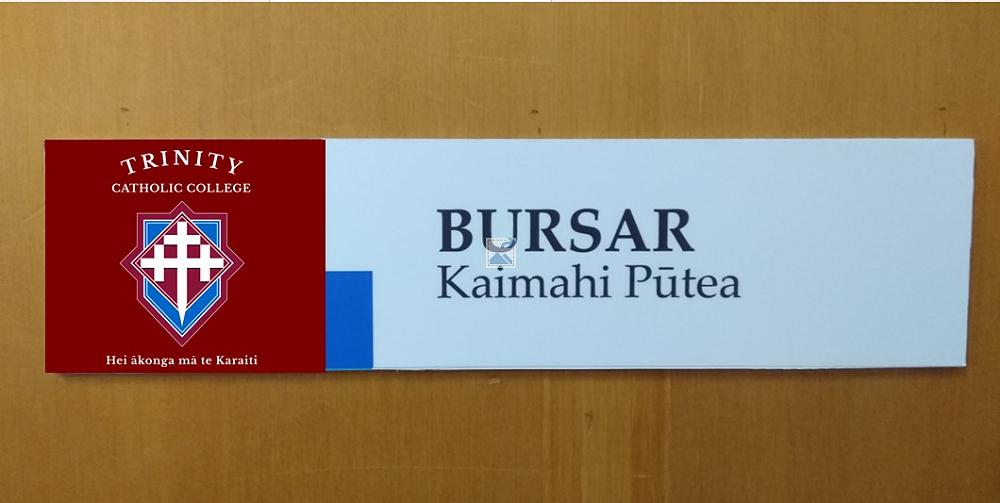 TRINITY
CATHOLIC COLLEGE
Hei ākonga mā te Karaiti
BURSAR
Kaimahi Pūtea